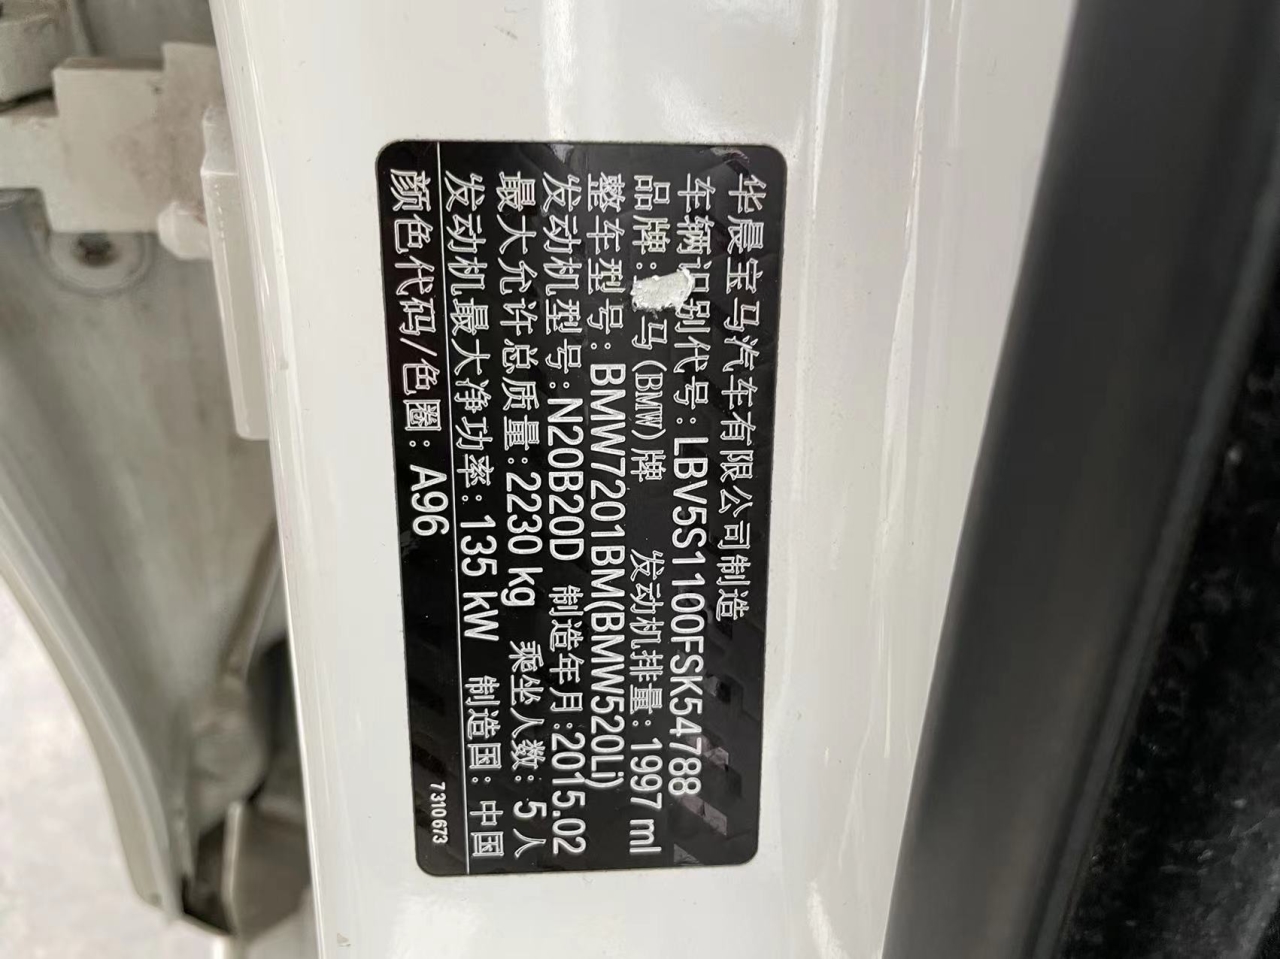 华晨宝马汽车有限公司制造
车辆识别代号: LBV5S1100FSK54788
品牌: 马(BMW)牌 发动机排量: 1997 ml
整车型号: BMW7201BM(BMW520Li)
发动机型号: N20B20D 制造年月: 2015.02
最大允许总质量: 2230 kg 乘坐人数: 5 人
发动机最大净功率: 135 kW 制造国: 中国
颜色代码/色圈: A96
7310673